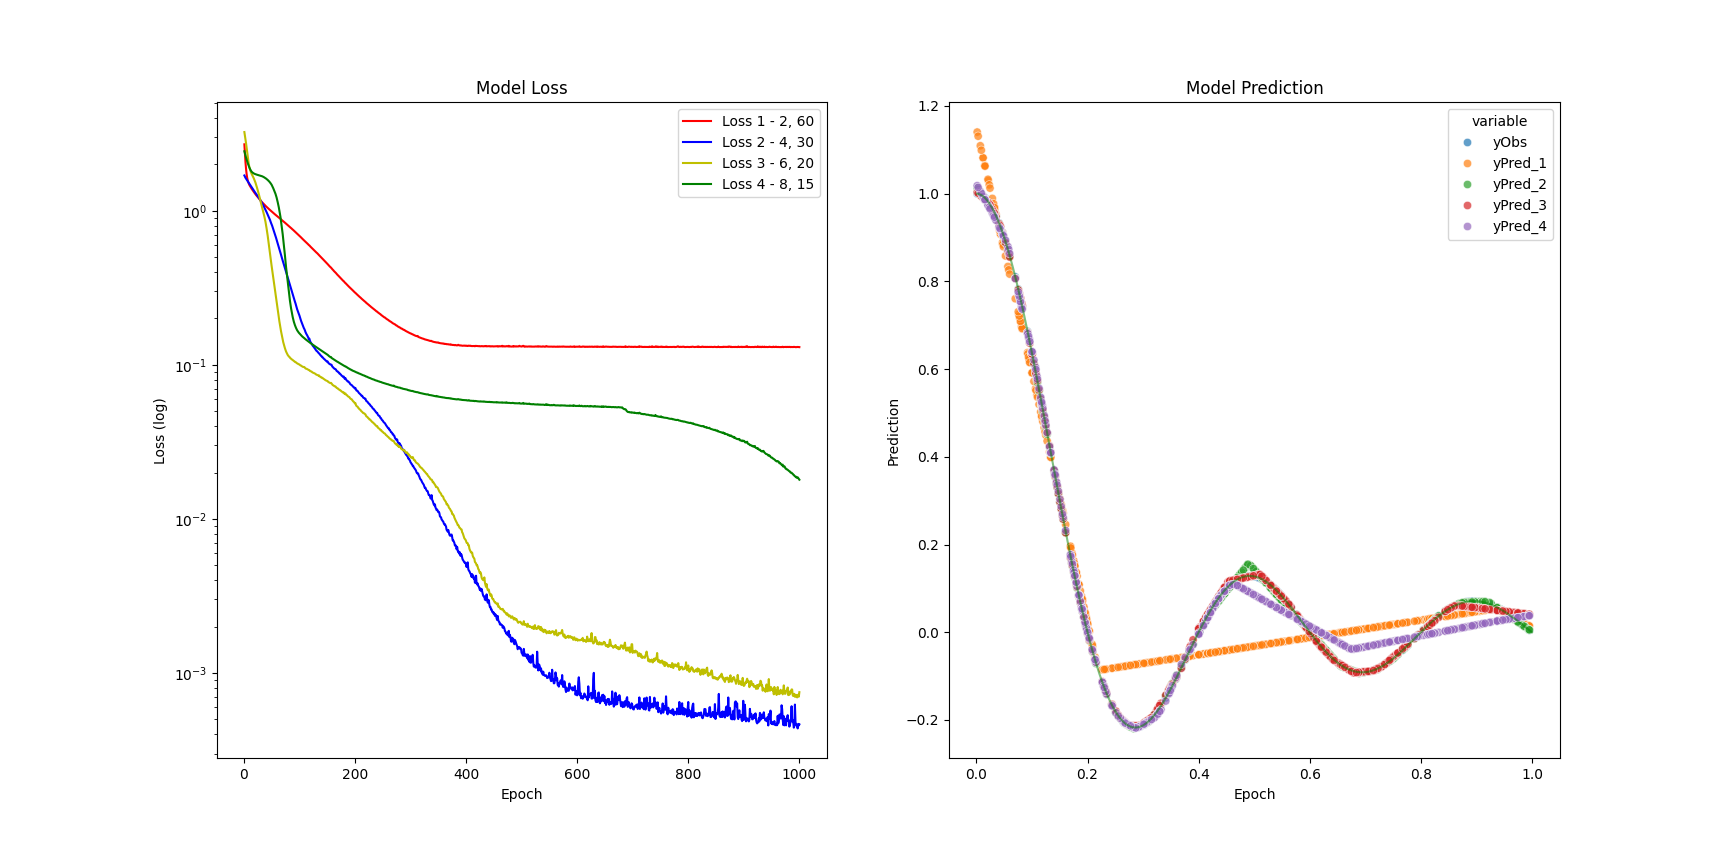 Model Loss
Loss 1 - 2, 60
Loss 2 - 4, 30
Loss 3 - 6, 20
Loss 4 - 8, 15
10^0
10^-1
10^-2
10^-3
Loss (log)
0 200 400 600 800 1000
Epoch
Model Prediction
variable
yObs
yPred_1
yPred_2
yPred_3
yPred_4
1.2
1.0
0.8
0.6
0.4
0.2
0.0
−0.2
Prediction
0.0 0.2 0.4 0.6 0.8 1.0
Epoch